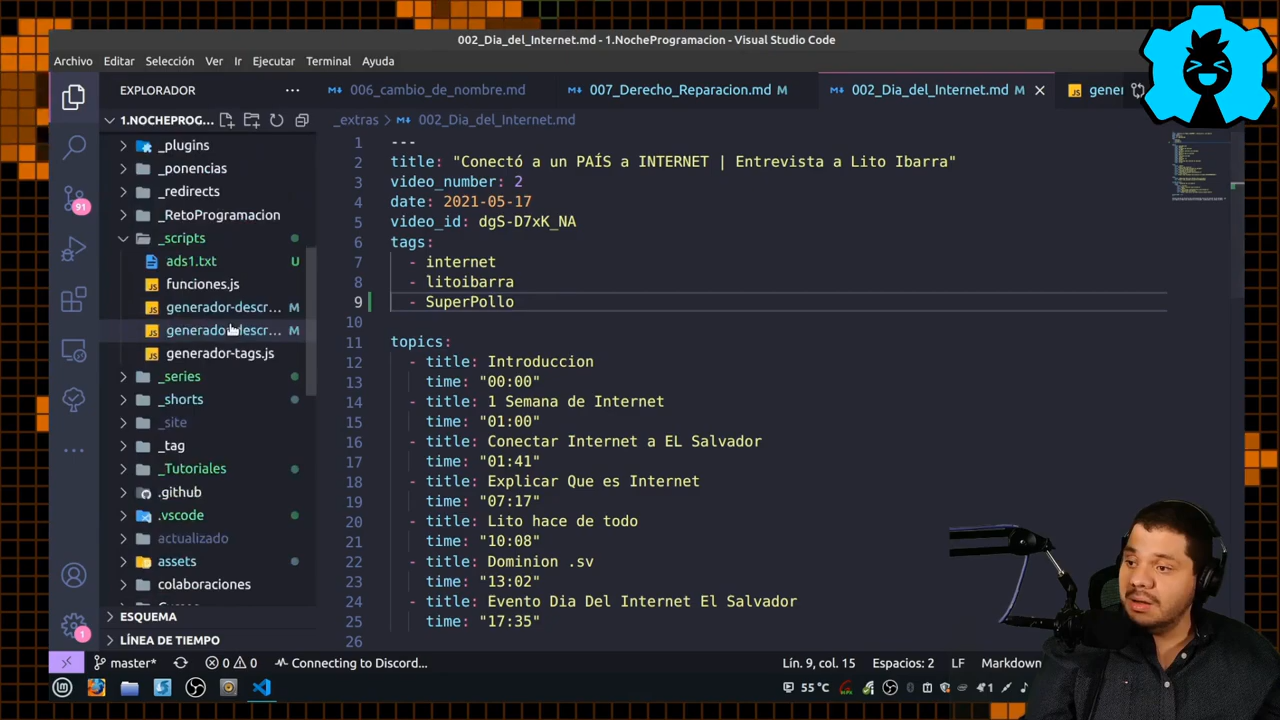 002_Dia_del_Internet.md - 1.NocheProgramacion - Visual Studio Code
Archivo Editar Selección Ver Ir Ejecutar Terminal Ayuda
EXPLORADOR
006_cambio_de_nombre.md 007_Derecho_Reparacion.md M 002_Dia_del_Internet.md M gener
1.NOCHEPROG...
_extras > 002_Dia_del_Internet.md
_plugins
_ponencias
_redirects
_RetoProgramacion
_scripts
ads1.txt U
funciones.js
generador-descr... M
generador-descr... M
generador-tags.js
_series
_shorts
_site
_tag
_Tutoriales
.github
.vscode
actualizado
assets
colaboraciones
ESQUEMA
LÍNEA DE TIEMPO
91
1
1 ---
2 title: "Conectó a un PAÍS a INTERNET | Entrevista a Lito Ibarra"
3 video_number: 2
4 date: 2021-05-17
5 video_id: dgS-D7xK_NA
6 tags:
7 - internet
8 - litoibarra
9 - SuperPollo
10
11 topics:
12 - title: Introduccion
13 time: "00:00"
14 - title: 1 Semana de Internet
15 time: "01:00"
16 - title: Conectar Internet a EL Salvador
17 time: "01:41"
18 - title: Explicar Que es Internet
19 time: "07:17"
20 - title: Lito hace de todo
21 time: "10:08"
22 - title: Dominion .sv
23 time: "13:02"
24 - title: Evento Dia Del Internet El Salvador
25 time: "17:35"
26
master* 0 0 Connecting to Discord... Lín. 9, col. 15 Espacios: 2 LF Markdown
55 °C 1